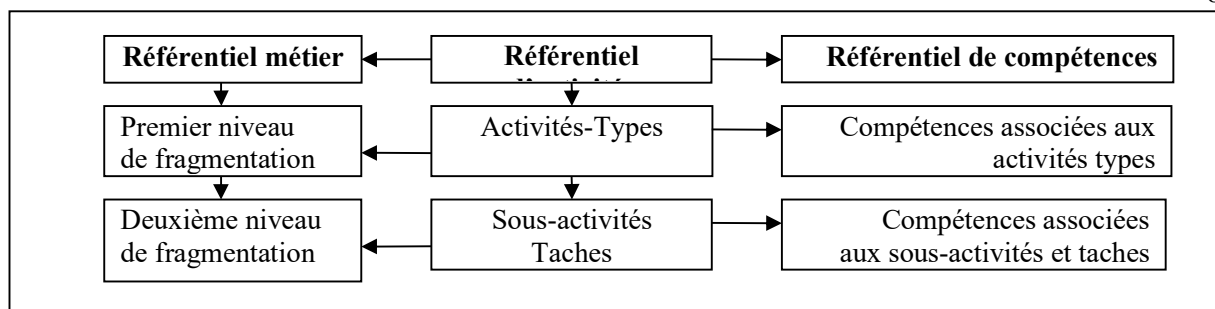 Référentiel métier
Référentiel
Référentiel de compétences
Premier niveau
de fragmentation
Activités-Types
Compétences associées aux
activités types
Deuxième niveau
de fragmentation
Sous-activités
Taches
Compétences associées
aux sous-activités et taches